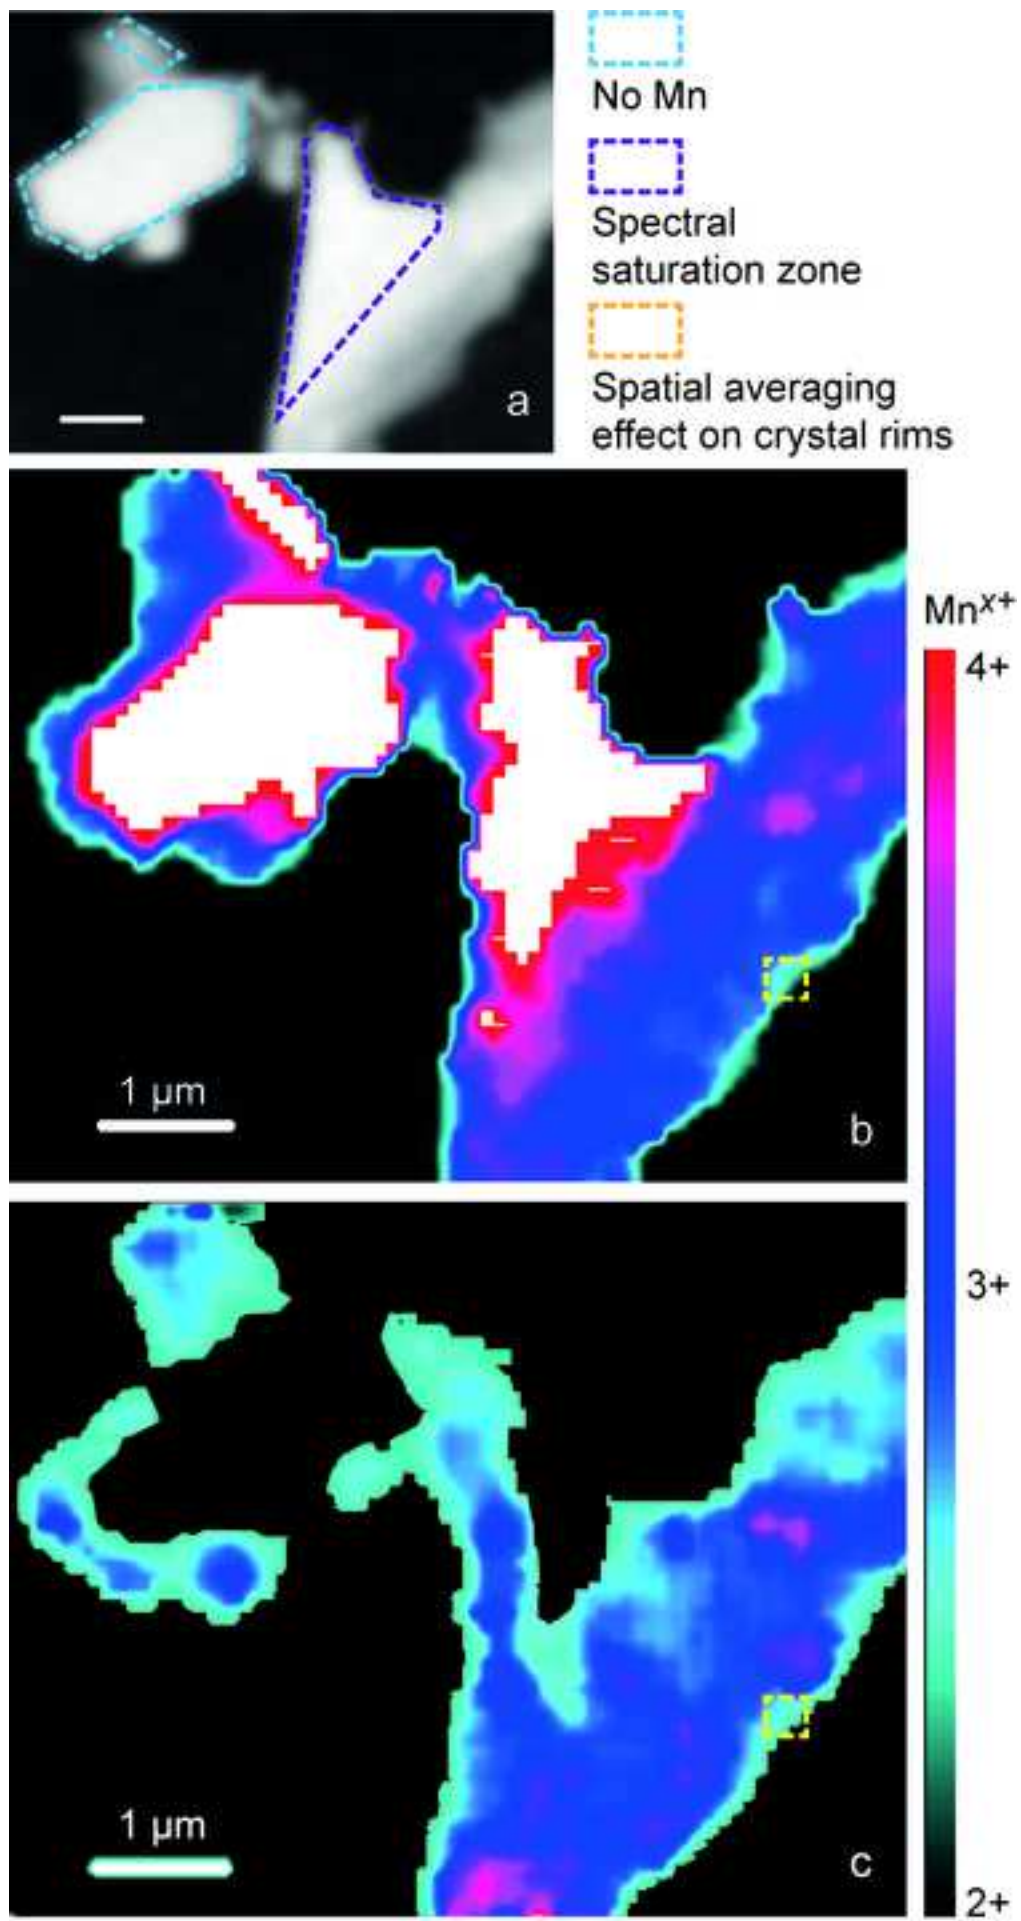 No Mn
Spectral
saturation zone
Spatial averaging
effect on crystal rims
a
Mnx+
4+
1 µm
b
3+
1 µm
c
2+